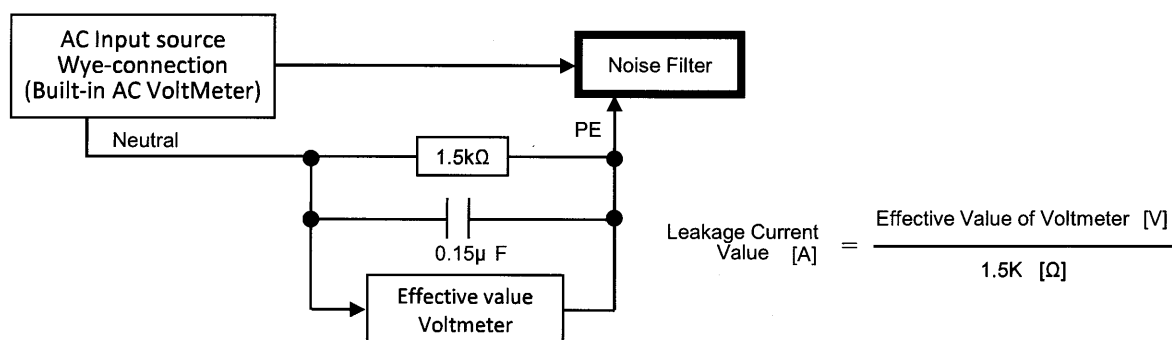 AC Input source
Wye-connection
(Built-in AC VoltMeter)
Noise Filter
Neutral
PE
1.5kΩ
0.15μ F
Effective value
Voltmeter
Leakage Current
Value [A]
=
Effective Value of Voltmeter [V]
1.5K [Ω]